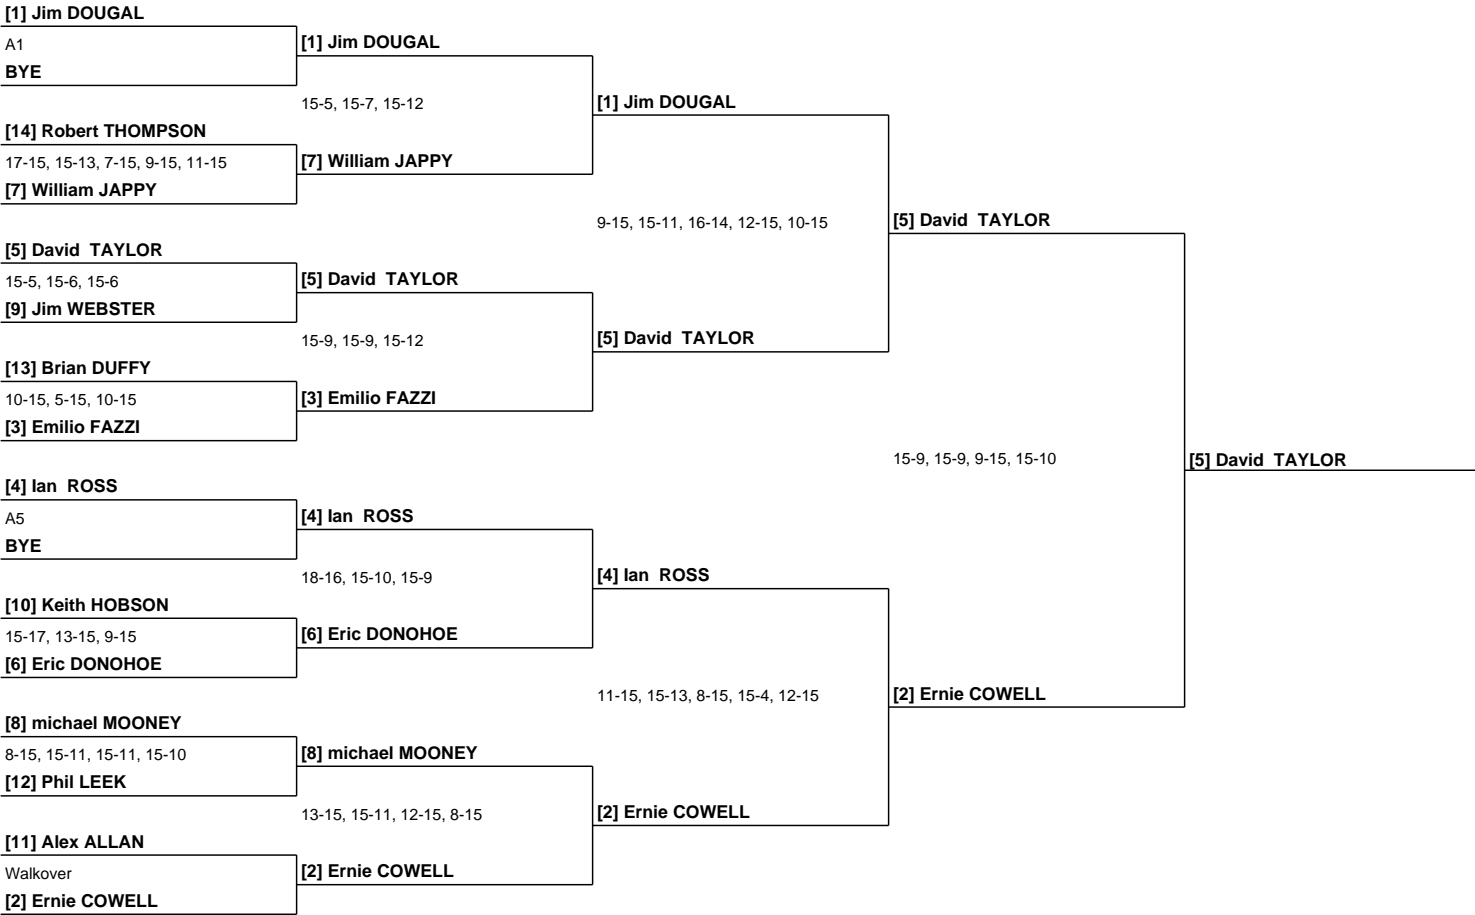 [1] Jim DOUGAL
A1
BYE
[14] Robert THOMPSON
17-15, 15-13, 7-15, 9-15, 11-15
[7] William JAPPY
[5] David  TAYLOR
15-5, 15-6, 15-6
[9] Jim WEBSTER
[13] Brian DUFFY
10-15, 5-15, 10-15
[3] Emilio FAZZI
[4] Ian  ROSS
A5
BYE
[10] Keith HOBSON
15-17, 13-15, 9-15
[6] Eric DONOHOE
[8] michael MOONEY
8-15, 15-11, 15-11, 15-10
[12] Phil LEEK
[11] Alex ALLAN
Walkover
[2] Ernie COWELL
[1] Jim DOUGAL
15-5, 15-7, 15-12
[7] William JAPPY
[5] David  TAYLOR
15-9, 15-9, 15-12
[3] Emilio FAZZI
[4] Ian  ROSS
18-16, 15-10, 15-9
[6] Eric DONOHOE
[8] michael MOONEY
13-15, 15-11, 12-15, 8-15
[2] Ernie COWELL
[1] Jim DOUGAL
9-15, 15-11, 16-14, 12-15, 10-15
[5] David  TAYLOR
[4] Ian  ROSS
11-15, 15-13, 8-15, 15-4, 12-15
[2] Ernie COWELL
[5] David  TAYLOR
15-9, 15-9, 9-15, 15-10
[2] Ernie COWELL
[5] David  TAYLOR